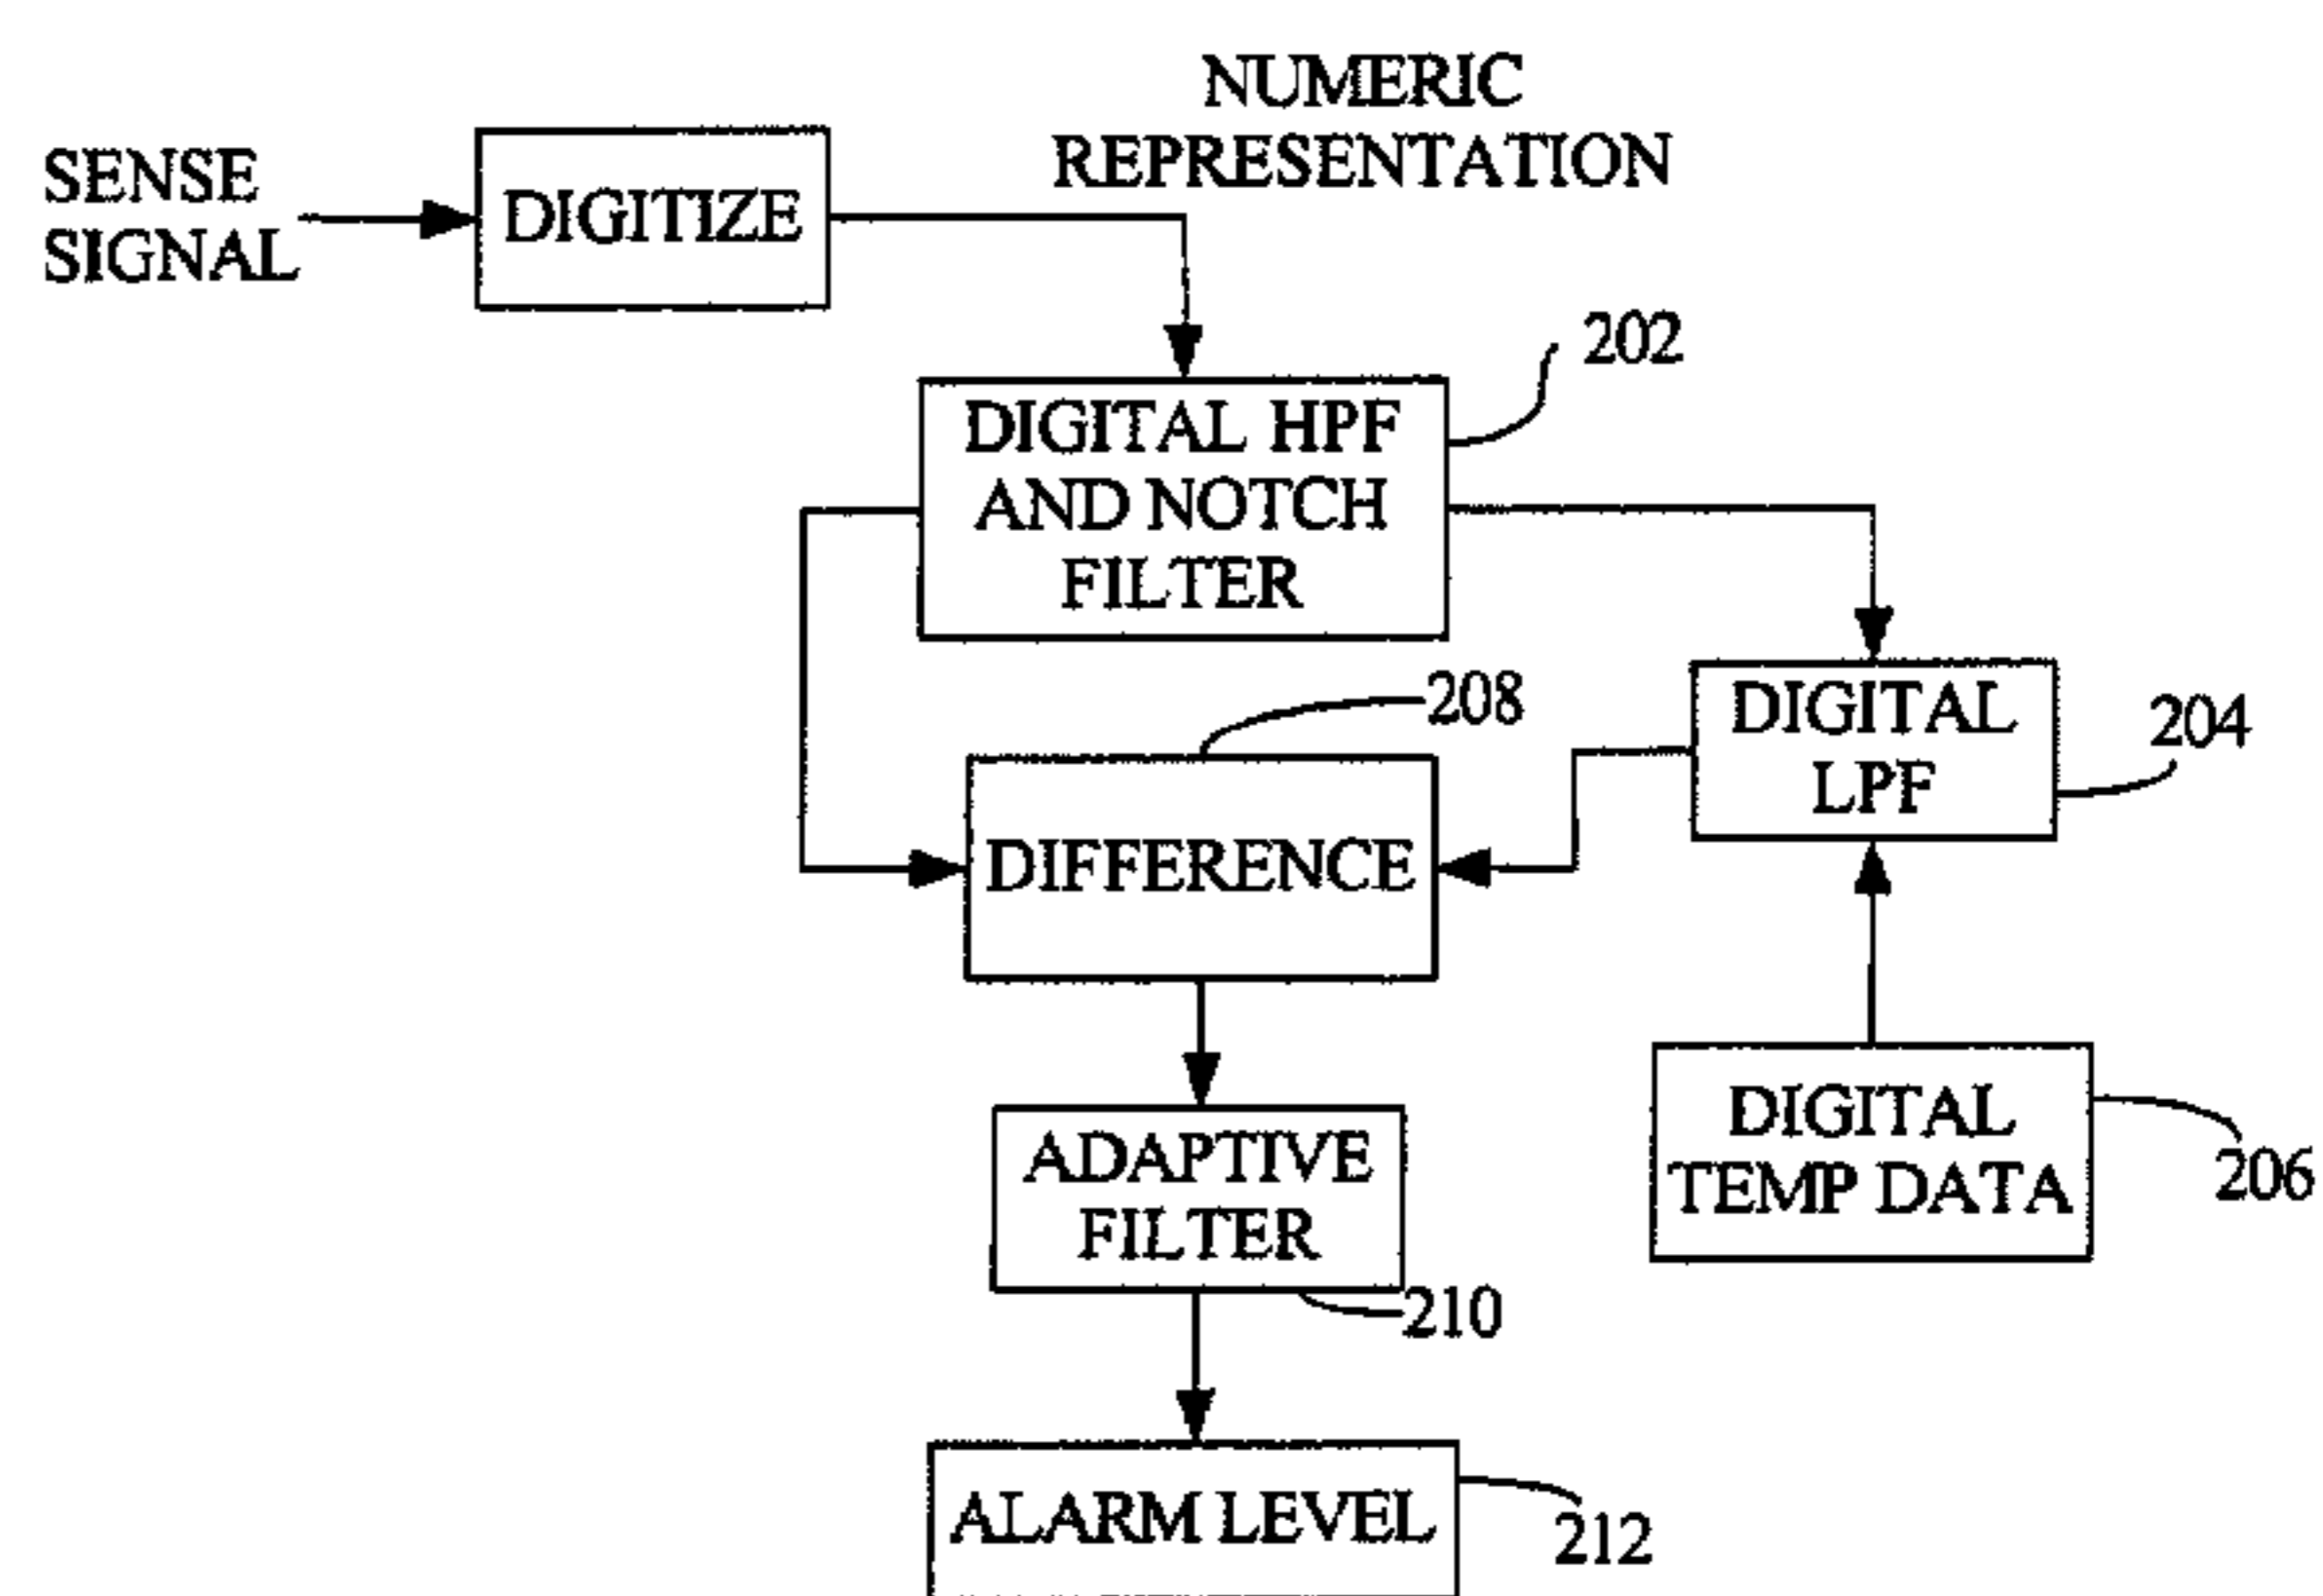 NUMERIC
REPRESENTATION
SENSE
SIGNAL
DIGITIZE
202
DIGITAL HPF
AND NOTCH
FILTER
208
DIGITAL
LPF
204
DIFFERENCE
ADAPTIVE
FILTER
210
DIGITAL
TEMP DATA
206
ALARM LEVEL
212